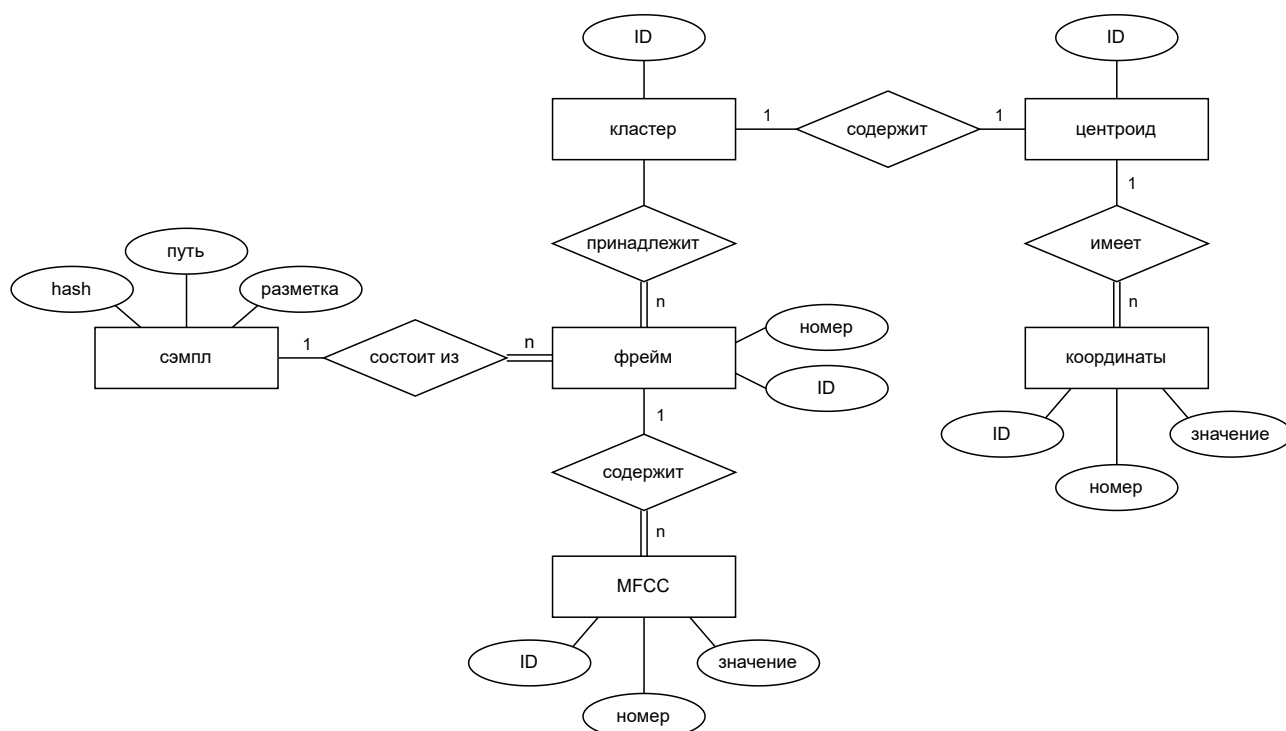 ID
ID
кластер
1
содержит
1
центроид
1
путь
принадлежит
имеет
hash
разметка
n
n
номер
сэмпл
1
состоит из
n
фрейм
координаты
ID
1
ID
значение
содержит
номер
n
MFCC
ID
значение
номер